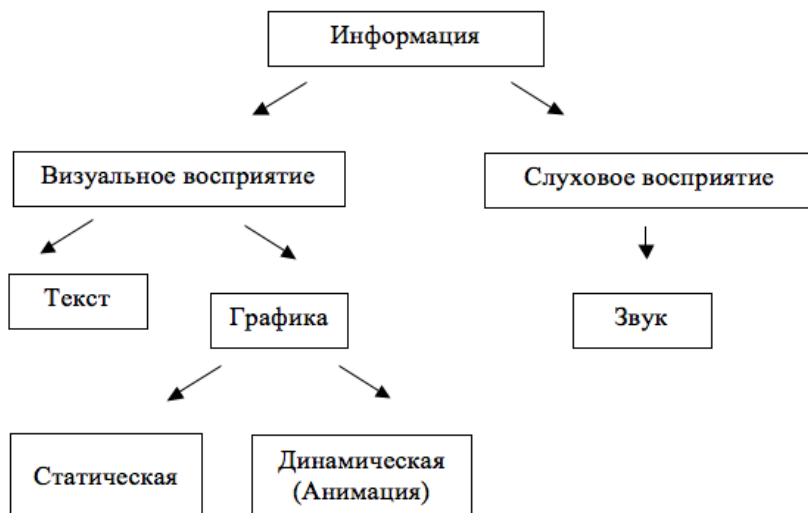 Информация
Визуальное восприятие
Слуховое восприятие
Текст
Графика
Звук
Статическая
Динамическая
(Анимация)